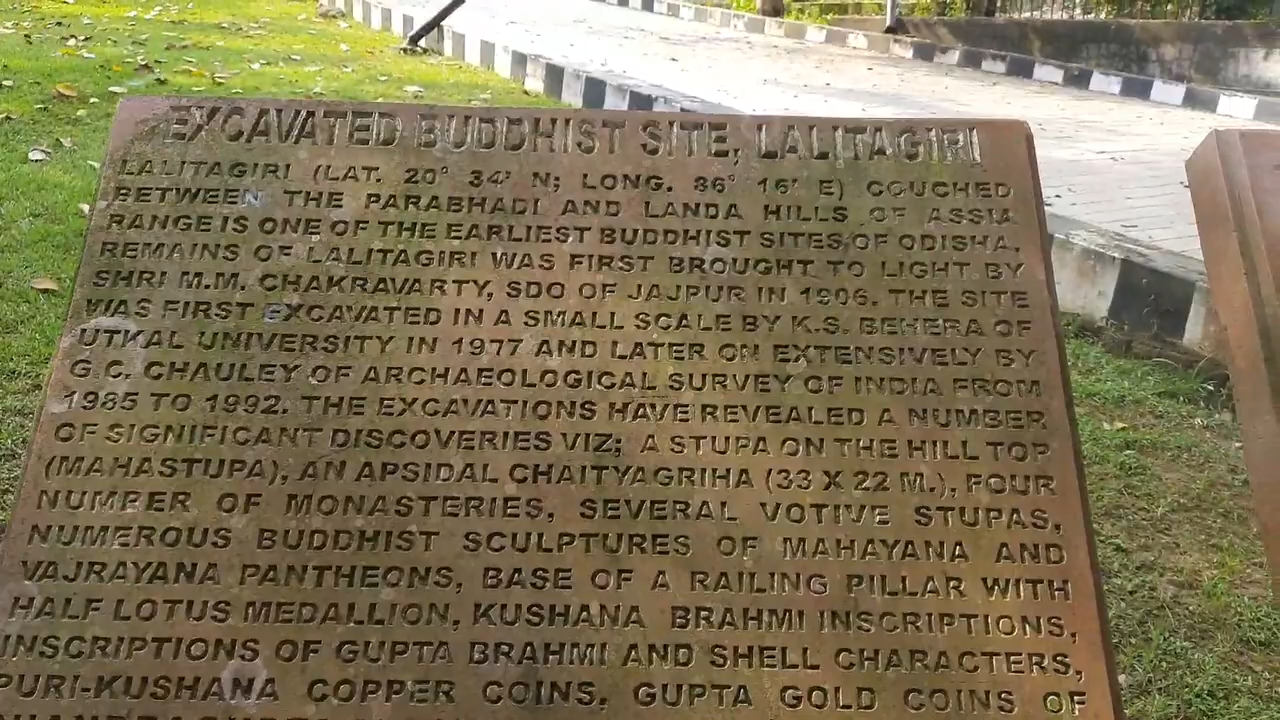 EXCAVATED BUDDHIST SITE, LALITAGIRI
LALITAGIRI (LAT. 20° 34' N; LONG. 86° 16' E) COUCHED
BETWEEN THE PARABHADI AND LANDA HILLS OF ASSIA
RANGE IS ONE OF THE EARLIEST BUDDHIST SITES OF ODISHA.
REMAINS OF LALITAGIRI WAS FIRST BROUGHT TO LIGHT BY
SHRI M.M. CHAKRAVARTY, SDO OF JAJPUR IN 1906. THE SITE
WAS FIRST EXCAVATED IN A SMALL SCALE BY K.S. BEHERA OF
UTKAL UNIVERSITY IN 1977 AND LATER ON EXTENSIVELY BY
G.C. CHAULEY OF ARCHAEOLOGICAL SURVEY OF INDIA FROM
1985 TO 1992. THE EXCAVATIONS HAVE REVEALED A NUMBER
OF SIGNIFICANT DISCOVERIES VIZ; A STUPA ON THE HILL TOP
(MAHASTUPA), AN APSIDAL CHAITYAGRIHA (33 X 22 M.), FOUR
NUMBER OF MONASTERIES, SEVERAL VOTIVE STUPAS,
NUMEROUS BUDDHIST SCULPTURES OF MAHAYANA AND
VAJRAYANA PANTHEONS, BASE OF A RAILING PILLAR WITH
HALF LOTUS MEDALLION, KUSHANA BRAHMI INSCRIPTIONS,
INSCRIPTIONS OF GUPTA BRAHMI AND SHELL CHARACTERS,
PURI-KUSHANA COPPER COINS, GUPTA GOLD COINS OF